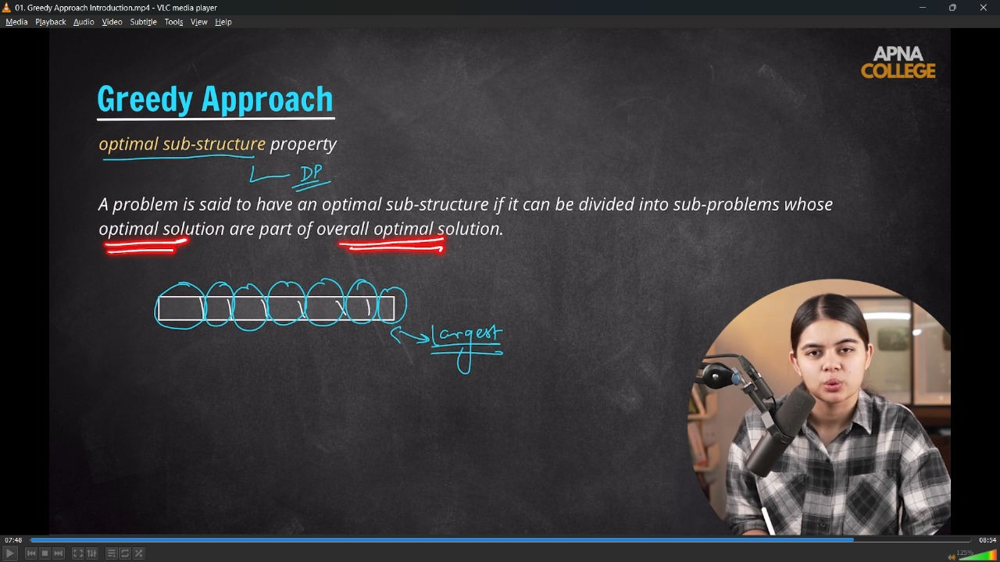 01. Greedy Approach Introduction.mp4 - VLC media player
Media Playback Audio Video Subtitle Tools View Help
APNA
COLLEGE
Greedy Approach
optimal sub-structure property
DP
A problem is said to have an optimal sub-structure if it can be divided into sub-problems whose
optimal solution are part of overall optimal solution.
largest
07:48
08:54
125%